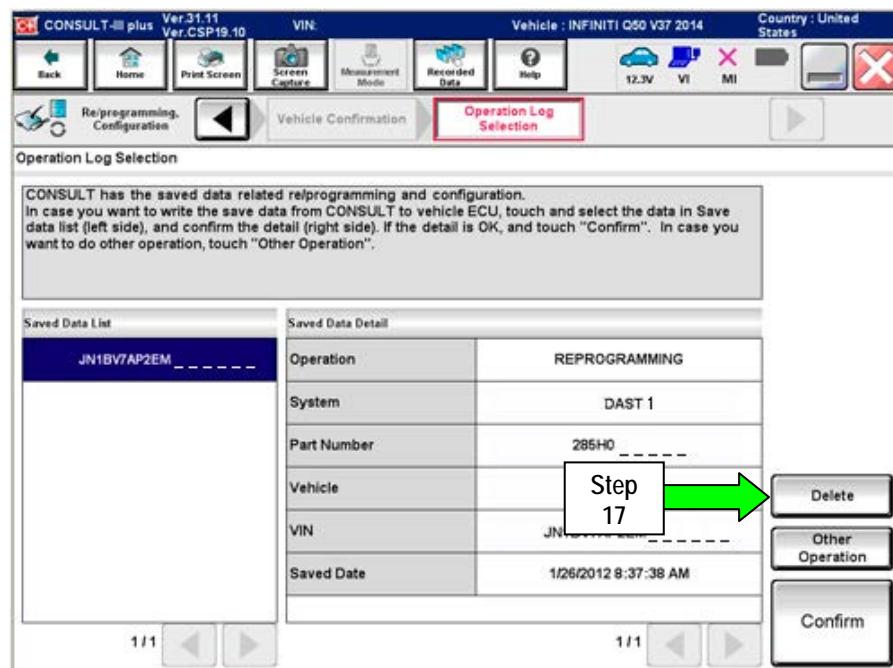 CONSULT-III plus Ver.31.11 Ver.CSP19.10 VIN: Vehicle : INFINITI Q50 V37 2014 Country : United States
Back Home Print Screen Screen Capture Measurement Mode Recorded Data Help 12.3V VI MI
Re/programming, Configuration Vehicle Confirmation Operation Log Selection
Operation Log Selection
CONSULT has the saved data related re/programming and configuration.
In case you want to write the save data from CONSULT to vehicle ECU, touch and select the data in Save
data list (left side), and confirm the detail (right side). If the detail is OK, and touch "Confirm". In case you
want to do other operation, touch "Other Operation".
Saved Data List
JN1BV7AP2EM_ _ _ _ _ _
1/1
Saved Data Detail
Operation REPROGRAMMING
System DAST 1
Part Number 285H0 _ _ _ _ _
Vehicle
VIN
Saved Date 1/26/2012 8:37:38 AM
1/1
Step
17
Delete
Other
Operation
Confirm